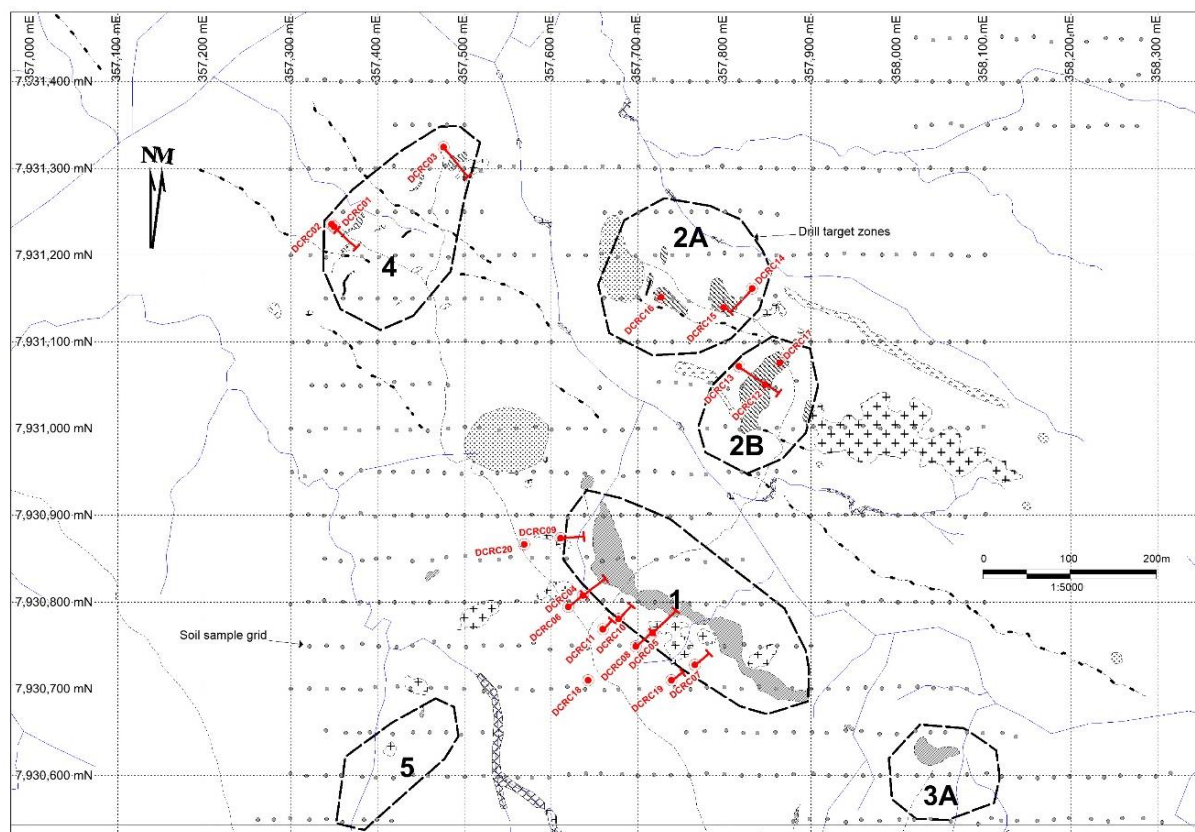 357,000 mE
357,100 mE
357,200 mE
357,300 mE
357,400 mE
357,500 mE
357,600 mE
357,700 mE
357,800 mE
357,900 mE
358,000 mE
358,100 mE
358,200 mE
358,300 mE
7,931,400 mN
7,931,300 mN
7,931,200 mN
7,931,100 mN
7,931,000 mN
7,930,900 mN
7,930,800 mN
7,930,700 mN
7,930,600 mN
NM
DCRC03
DCRC01
DCRC02
4
2A
Drill target zones
DCRC14
DCRC16
DCRC15
DCRC17
DCRC13
DCRC12
2B
DCRC09
DCRC20
0 100 200m
1:5000
DCRC04
DCRC06
1
DCRC11
DCRC10
DCRC08
DCRC05
Soil sample grid
DCRC18
DCRC19
DCRC07
5
3A